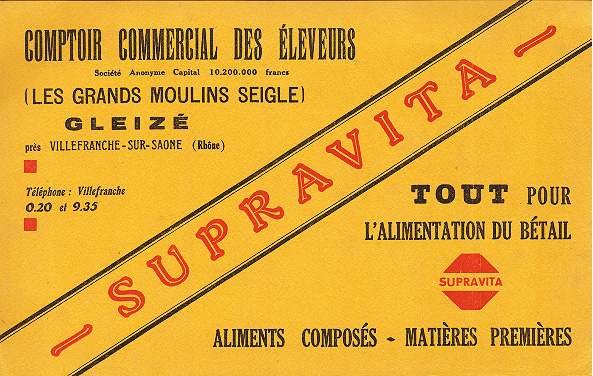 COMPTOIR COMMERCIAL DES ÉLEVEURS
Société Anonyme Capital 10.200.000 francs
(LES GRANDS MOULINS SEIGLE)
GLEIZÉ
près VILLEFRANCHE-SUR-SAONE (Rhône)
Téléphone : Villefranche
0.20 et 9.35
— SUPRAVITA —
TOUT POUR
L'ALIMENTATION DU BÉTAIL
SUPRAVITA
ALIMENTS COMPOSÉS - MATIÈRES PREMIÈRES